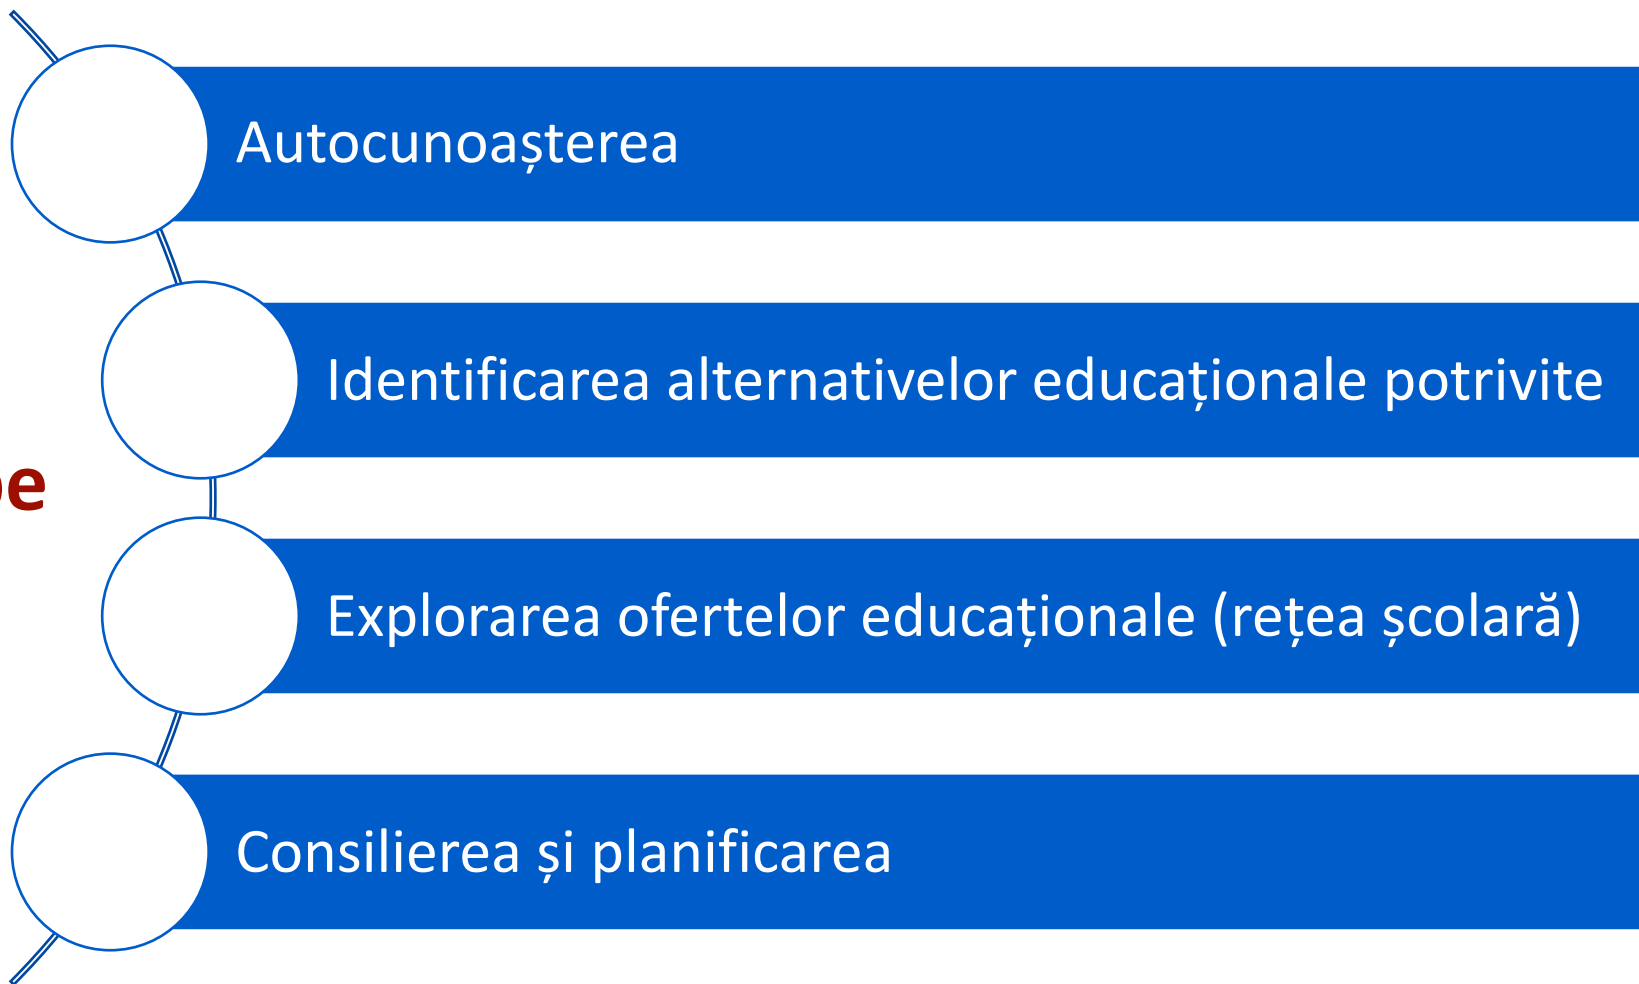 Autocunoașterea
Identificarea alternativelor educaționale potrivite
Explorarea ofertelor educaționale (rețea școlară)
Consilierea și planificarea